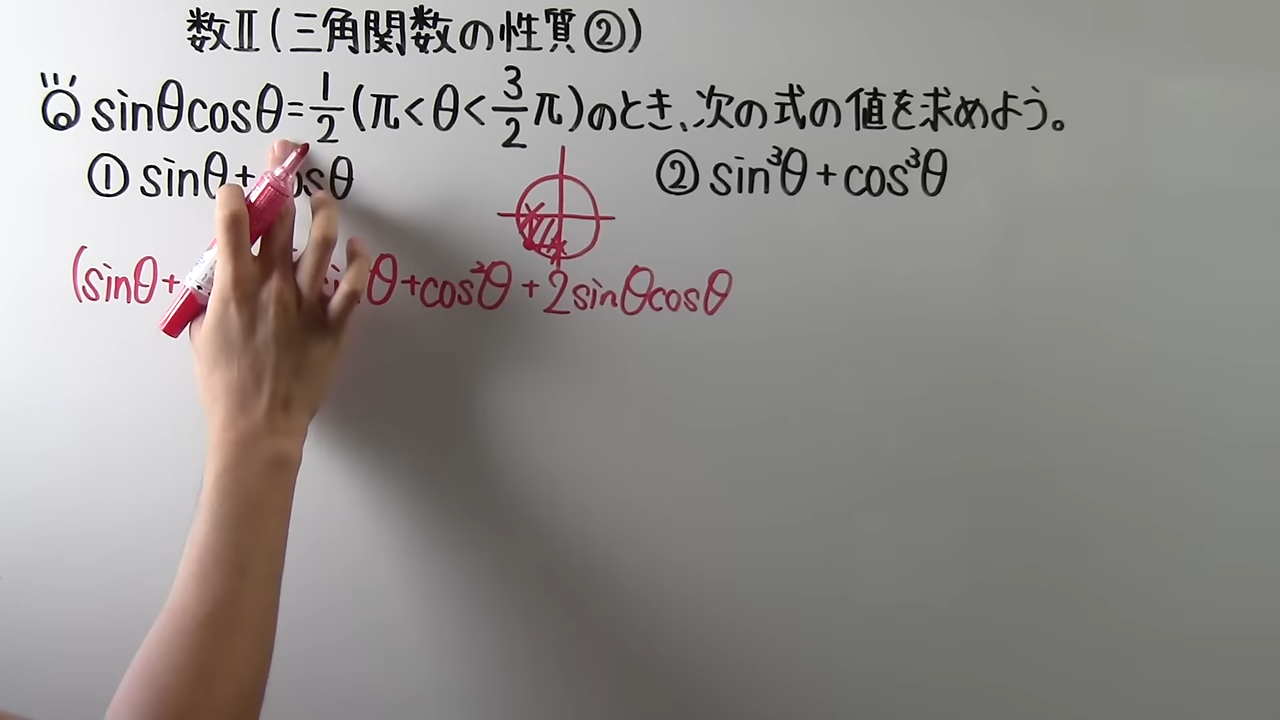 数Ⅱ(三角関数の性質②)
Q sinθcosθ=1/2(π<θ<3/2π)のとき、次の式の値を求めよう。
① sinθ+cosθ ② sin³θ+cos³θ
(sinθ+ θ+cos²θ+2sinθcosθ